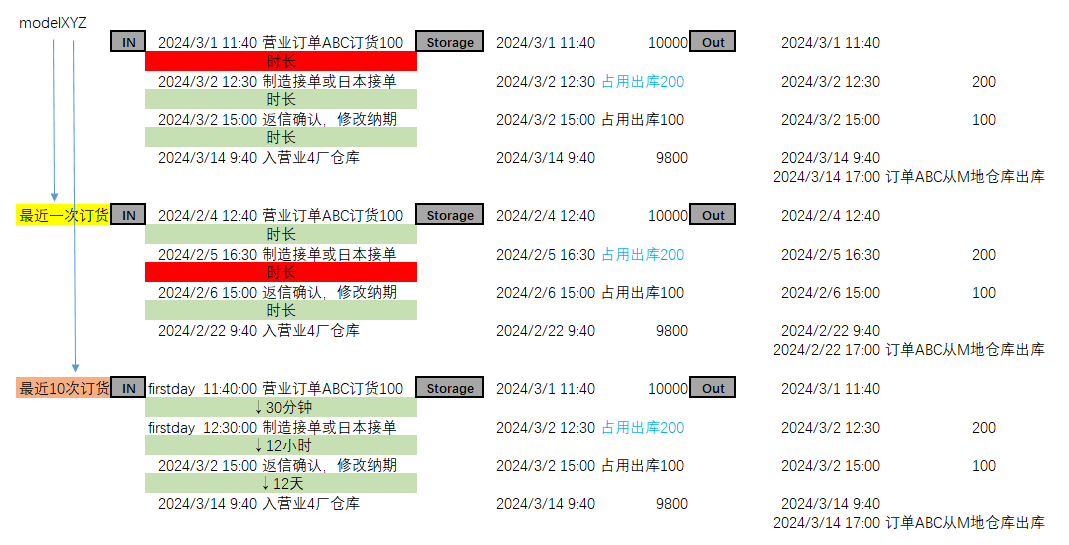 modelXYZ
IN 2024/3/1 11:40 营业订单ABC订货100 Storage 2024/3/1 11:40 10000 Out 2024/3/1 11:40
时长
2024/3/2 12:30 制造接单或日本接单 2024/3/2 12:30 占用出库200 2024/3/2 12:30 200
时长
2024/3/2 15:00 返信确认，修改纳期 2024/3/2 15:00 占用出库100 2024/3/2 15:00 100
时长
2024/3/14 9:40 入营业4厂仓库 2024/3/14 9:40 9800 2024/3/14 9:40
2024/3/14 17:00 订单ABC从M地仓库出库
最近一次订货 IN 2024/2/4 12:40 营业订单ABC订货100 Storage 2024/2/4 12:40 10000 Out 2024/2/4 12:40
时长
2024/2/5 16:30 制造接单或日本接单 2024/2/5 16:30 占用出库200 2024/2/5 16:30 200
时长
2024/2/6 15:00 返信确认，修改纳期 2024/2/6 15:00 占用出库100 2024/2/6 15:00 100
时长
2024/2/22 9:40 入营业4厂仓库 2024/2/22 9:40 9800 2024/2/22 9:40
2024/2/22 17:00 订单ABC从M地仓库出库
最近10次订货 IN firstday 11:40:00 营业订单ABC订货100 Storage 2024/3/1 11:40 10000 Out 2024/3/1 11:40
↓30分钟
firstday 12:30:00 制造接单或日本接单 2024/3/2 12:30 占用出库200 2024/3/2 12:30 200
↓12小时
2024/3/2 15:00 返信确认，修改纳期 2024/3/2 15:00 占用出库100 2024/3/2 15:00 100
↓12天
2024/3/14 9:40 入营业4厂仓库 2024/3/14 9:40 9800 2024/3/14 9:40
2024/3/14 17:00 订单ABC从M地仓库出库